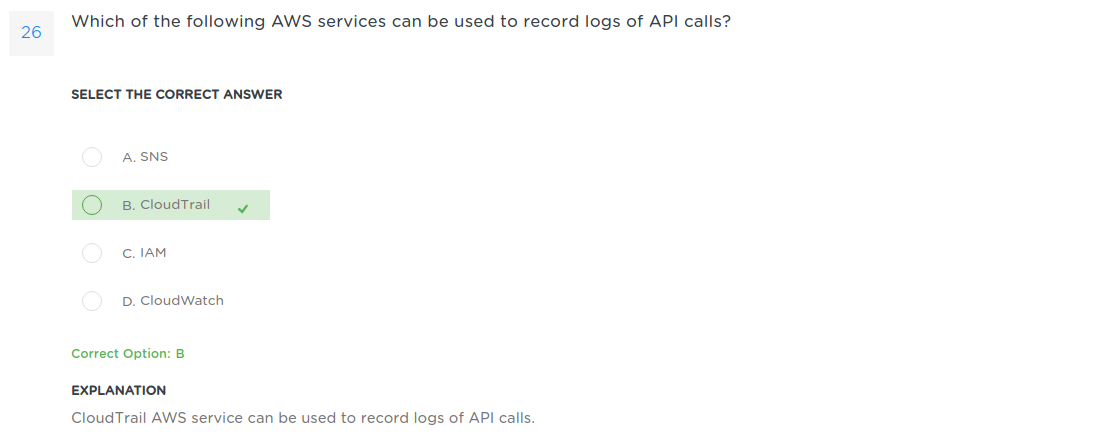 26
Which of the following AWS services can be used to record logs of API calls?
SELECT THE CORRECT ANSWER
A. SNS
B. CloudTrail
C. IAM
D. CloudWatch
Correct Option: B
EXPLANATION
CloudTrail AWS service can be used to record logs of API calls.